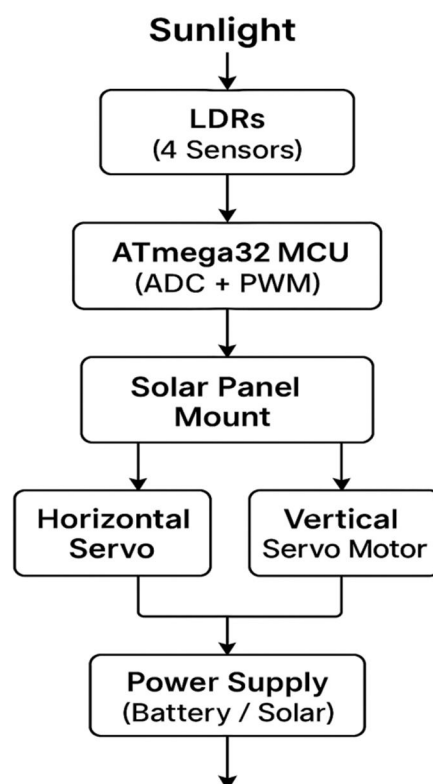 Sunlight
LDRs
(4 Sensors)
ATmega32 MCU
(ADC + PWM)
Solar Panel
Mount
Horizontal
Servo
Vertical
Servo Motor
Power Supply
(Battery / Solar)